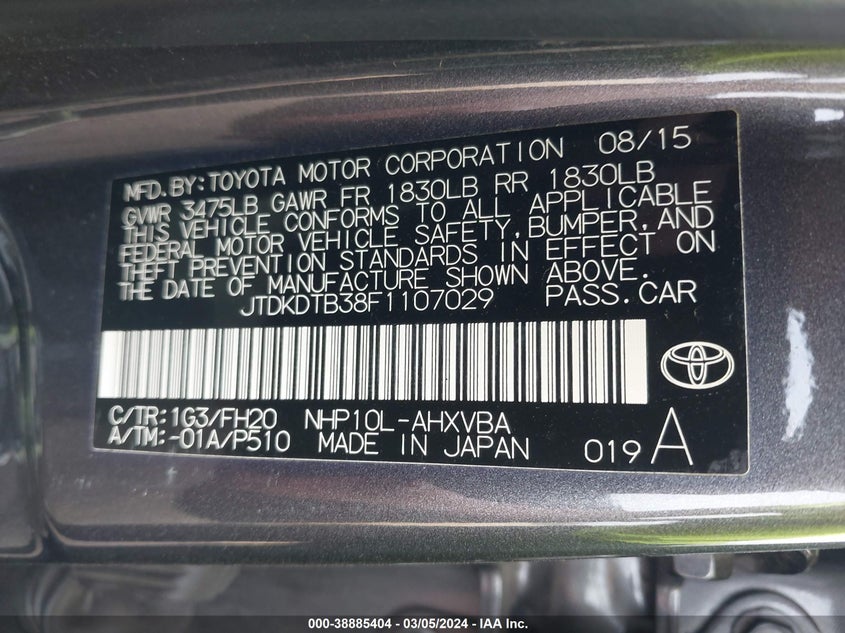 MFD.BY:TOYOTA MOTOR CORPORATION 08/15
GVWR 3475LB GAWR FR 1830LB RR 1830LB
THIS VEHICLE CONFORMS TO ALL APPLICABLE
FEDERAL MOTOR VEHICLE SAFETY,BUMPER,AND
THEFT PREVENTION STANDARDS IN EFFECT ON
THE DATE OF MANUFACTURE SHOWN ABOVE.
JTDKDTB38F1107029 PASS.CAR
C/TR:1G3/FH20 NHP10L-AHXVBA
A/TM:-01A/P510 MADE IN JAPAN 019 A
000-38885404 — 03/05/2024 — Copyright © 2024 IAA, Inc.